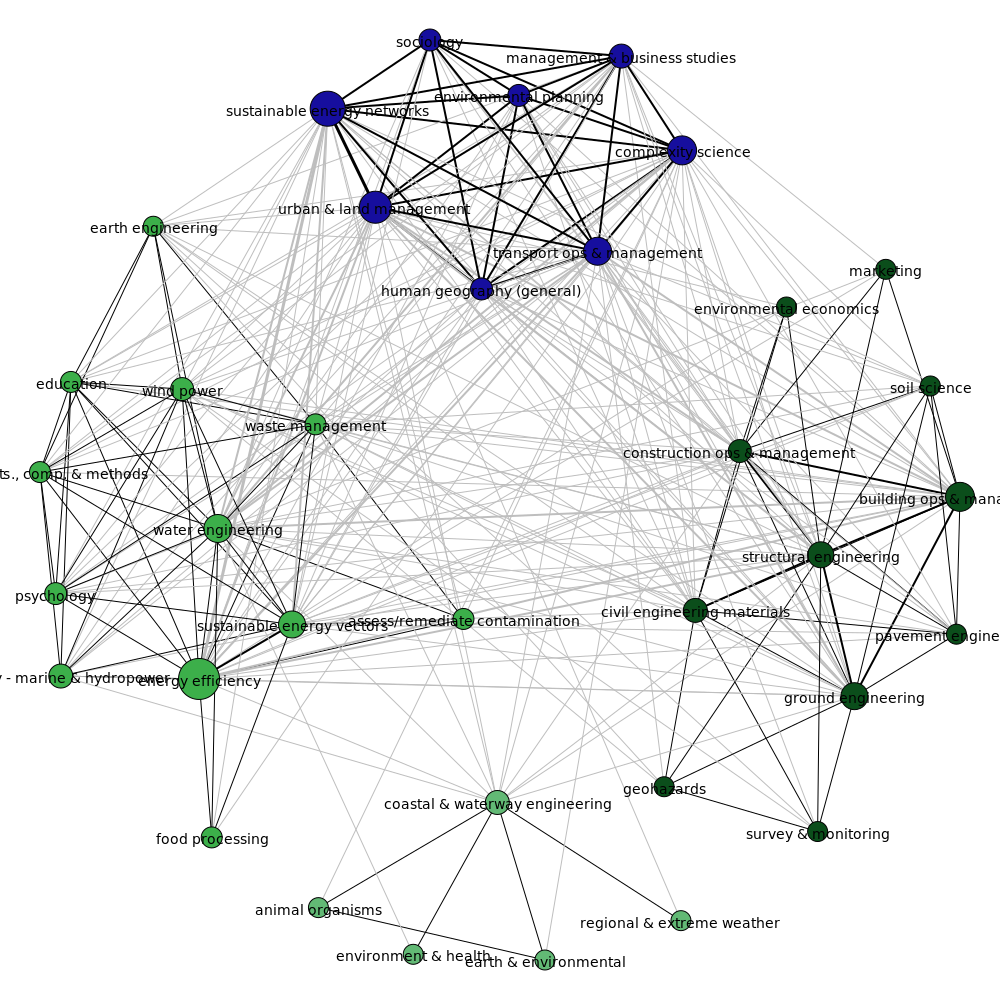 sociology
management & business studies
environmental planning
sustainable energy networks
complexity science
urban & land management
earth engineering
transport ops & management
marketing
human geography (general)
environmental economics
education
wind power
soil science
waste management
construction ops & management
ts., comp. & methods
building ops & mana
water engineering
structural engineering
psychology
civil engineering materials
sustainable energy vectors
assess/remediate contamination
pavement engine
y - marine & hydropower
energy efficiency
ground engineering
geohazards
coastal & waterway engineering
food processing
survey & monitoring
animal organisms
regional & extreme weather
environment & health
earth & environmental